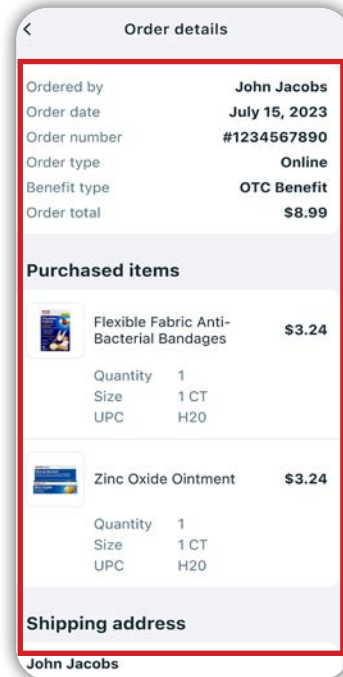 Order details
Ordered by John Jacobs
Order date July 15, 2023
Order number #1234567890
Order type Online
Benefit type OTC Benefit
Order total $8.99
Purchased items
Flexible Fabric Anti-
Bacterial Bandages $3.24
Quantity 1
Size 1 CT
UPC H20
Zinc Oxide Ointment $3.24
Quantity 1
Size 1 CT
UPC H20
Shipping address
John Jacobs